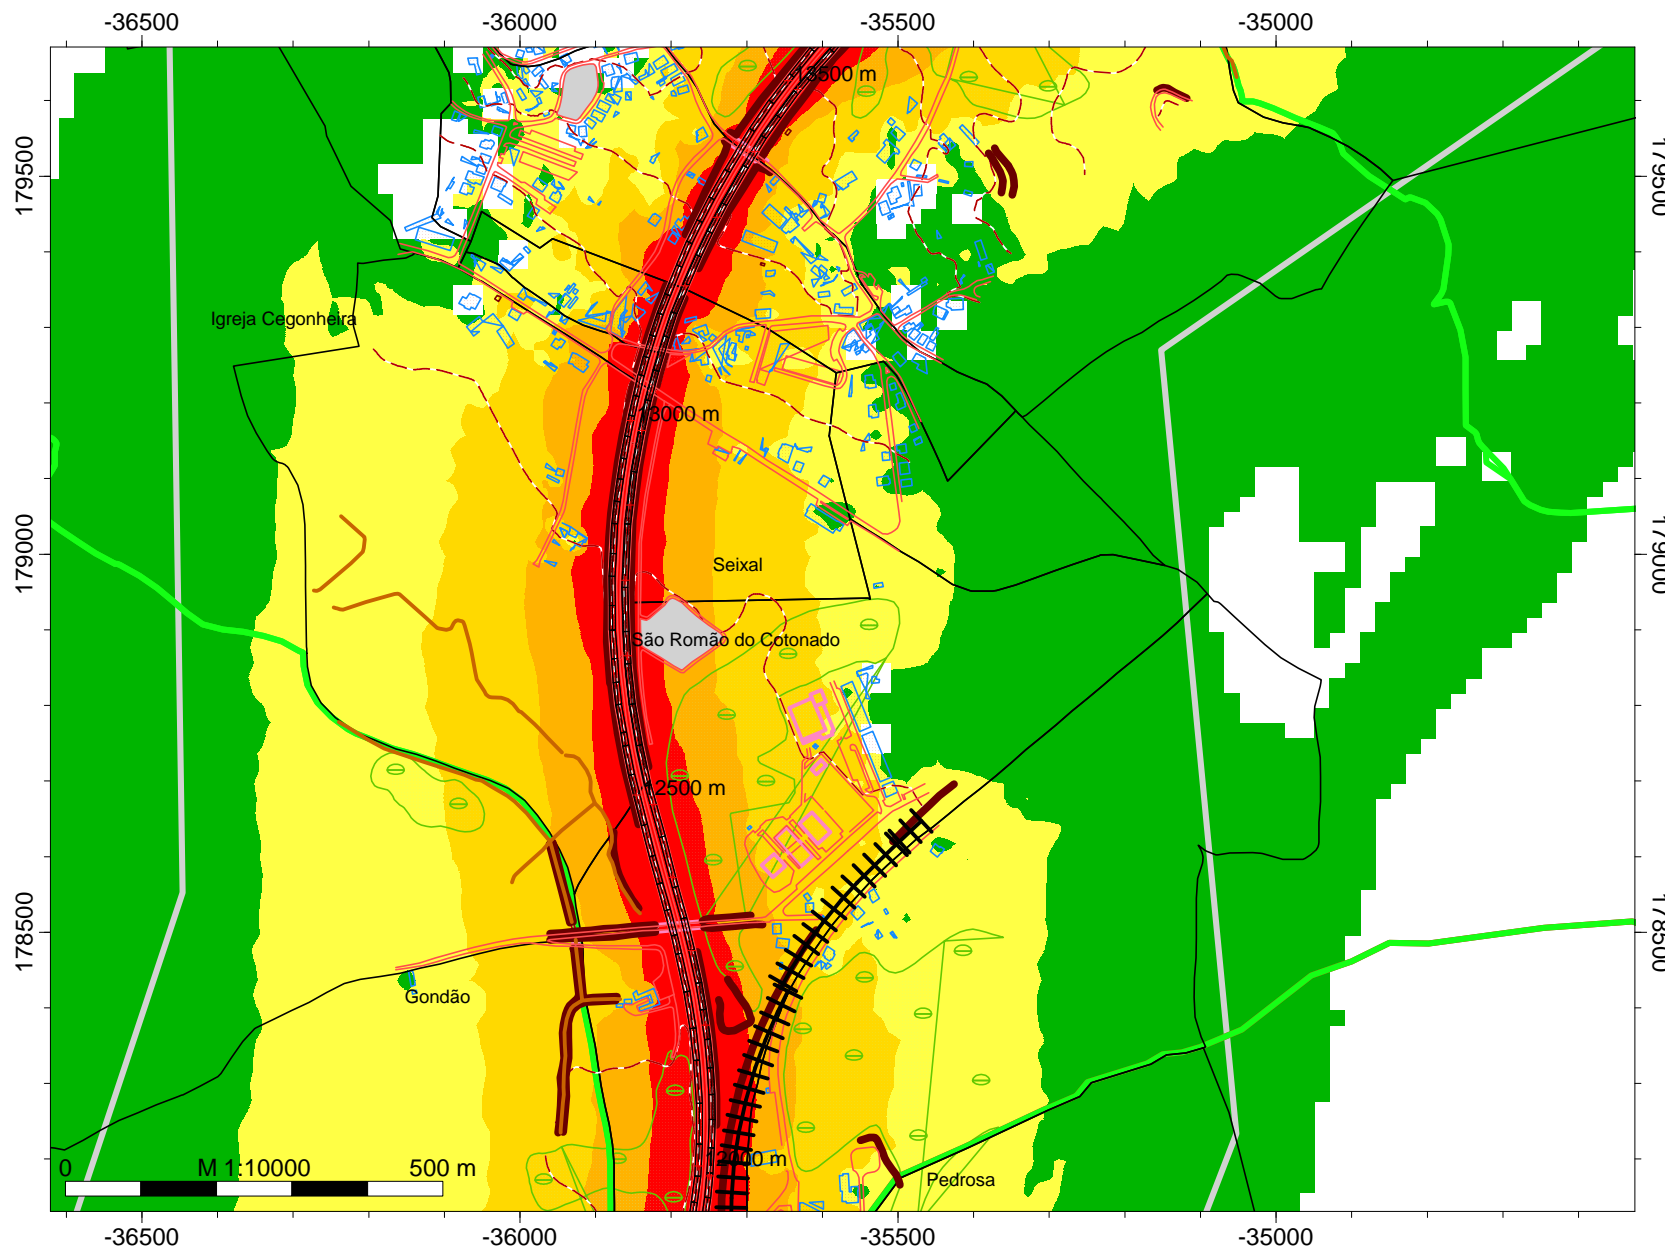 -36500 -36000 -35500 -35000
13500 m
179500 179500
Igreja Cegonheira
13000 m
179000 179000
Seixal
São Romão do Cotonado
12500 m
178500 178500
Gondão
12000 m
0 M 1:10000 500 m
Pedrosa
-36500 -36000 -35500 -35000